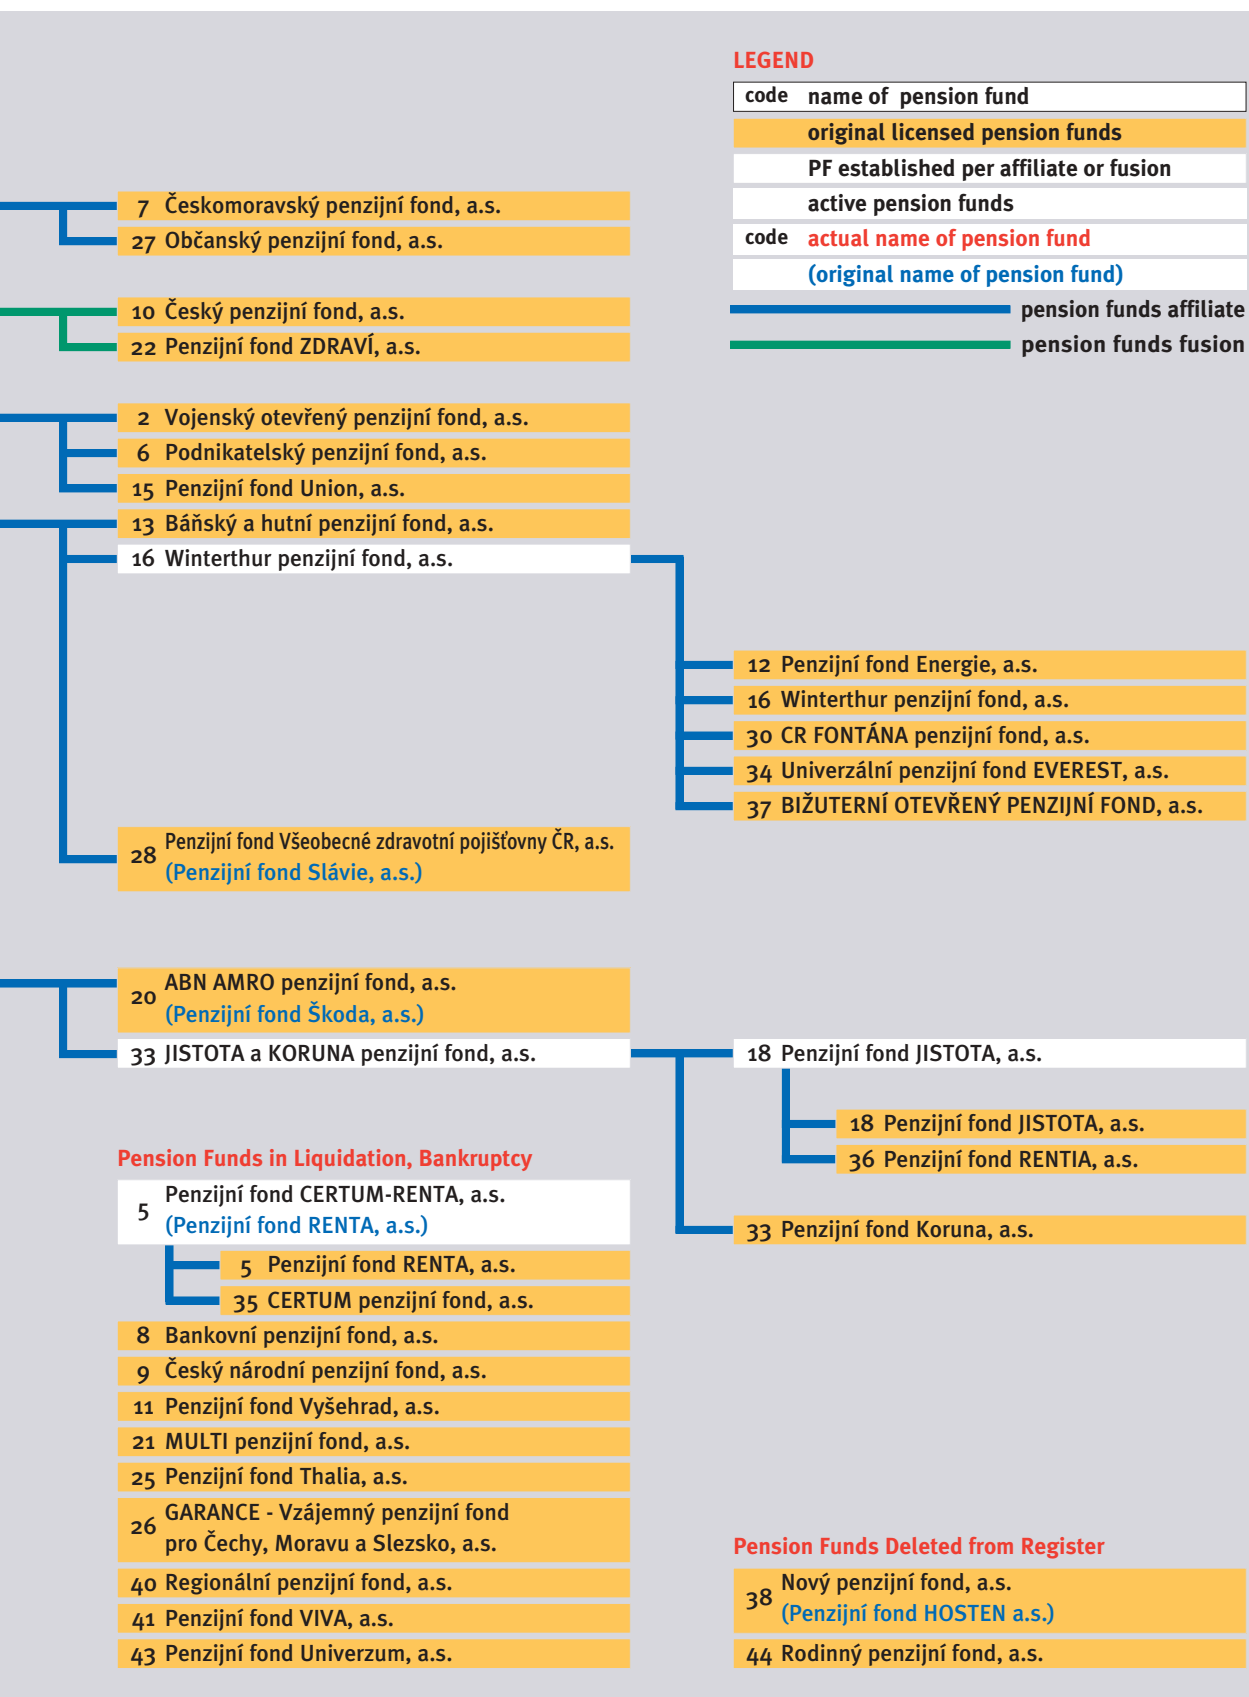 LEGEND
code name of pension fund
original licensed pension funds
PF established per affiliate or fusion
active pension funds
code actual name of pension fund
(original name of pension fund)
pension funds affiliate
pension funds fusion
7 Českomoravský penzijní fond, a.s.
27 Občanský penzijní fond, a.s.
10 Český penzijní fond, a.s.
22 Penzijní fond ZDRAVÍ, a.s.
2 Vojenský otevřený penzijní fond, a.s.
6 Podnikatelský penzijní fond, a.s.
15 Penzijní fond Union, a.s.
13 Báňský a hutní penzijní fond, a.s.
16 Winterthur penzijní fond, a.s.
12 Penzijní fond Energie, a.s.
16 Winterthur penzijní fond, a.s.
30 CR FONTÁNA penzijní fond, a.s.
34 Univerzální penzijní fond EVEREST, a.s.
37 BIŽUTERNÍ OTEVŘENÝ PENZIJNÍ FOND, a.s.
28 Penzijní fond Všeobecné zdravotní pojišťovny ČR, a.s.
(Penzijní fond Slávie, a.s.)
20 ABN AMRO penzijní fond, a.s.
(Penzijní fond Škoda, a.s.)
33 JISTOTA a KORUNA penzijní fond, a.s.
18 Penzijní fond JISTOTA, a.s.
18 Penzijní fond JISTOTA, a.s.
36 Penzijní fond RENTIA, a.s.
33 Penzijní fond Koruna, a.s.
Pension Funds in Liquidation, Bankruptcy
5 Penzijní fond CERTUM-RENTA, a.s.
(Penzijní fond RENTA, a.s.)
5 Penzijní fond RENTA, a.s.
35 CERTUM penzijní fond, a.s.
8 Bankovní penzijní fond, a.s.
9 Český národní penzijní fond, a.s.
11 Penzijní fond Vyšehrad, a.s.
21 MULTI penzijní fond, a.s.
25 Penzijní fond Thalia, a.s.
26 GARANCE - Vzájemný penzijní fond
pro Čechy, Moravu a Slezsko, a.s.
40 Regionální penzijní fond, a.s.
41 Penzijní fond VIVA, a.s.
43 Penzijní fond Univerzum, a.s.
Pension Funds Deleted from Register
38 Nový penzijní fond, a.s.
(Penzijní fond HOSTEN a.s.)
44 Rodinný penzijní fond, a.s.